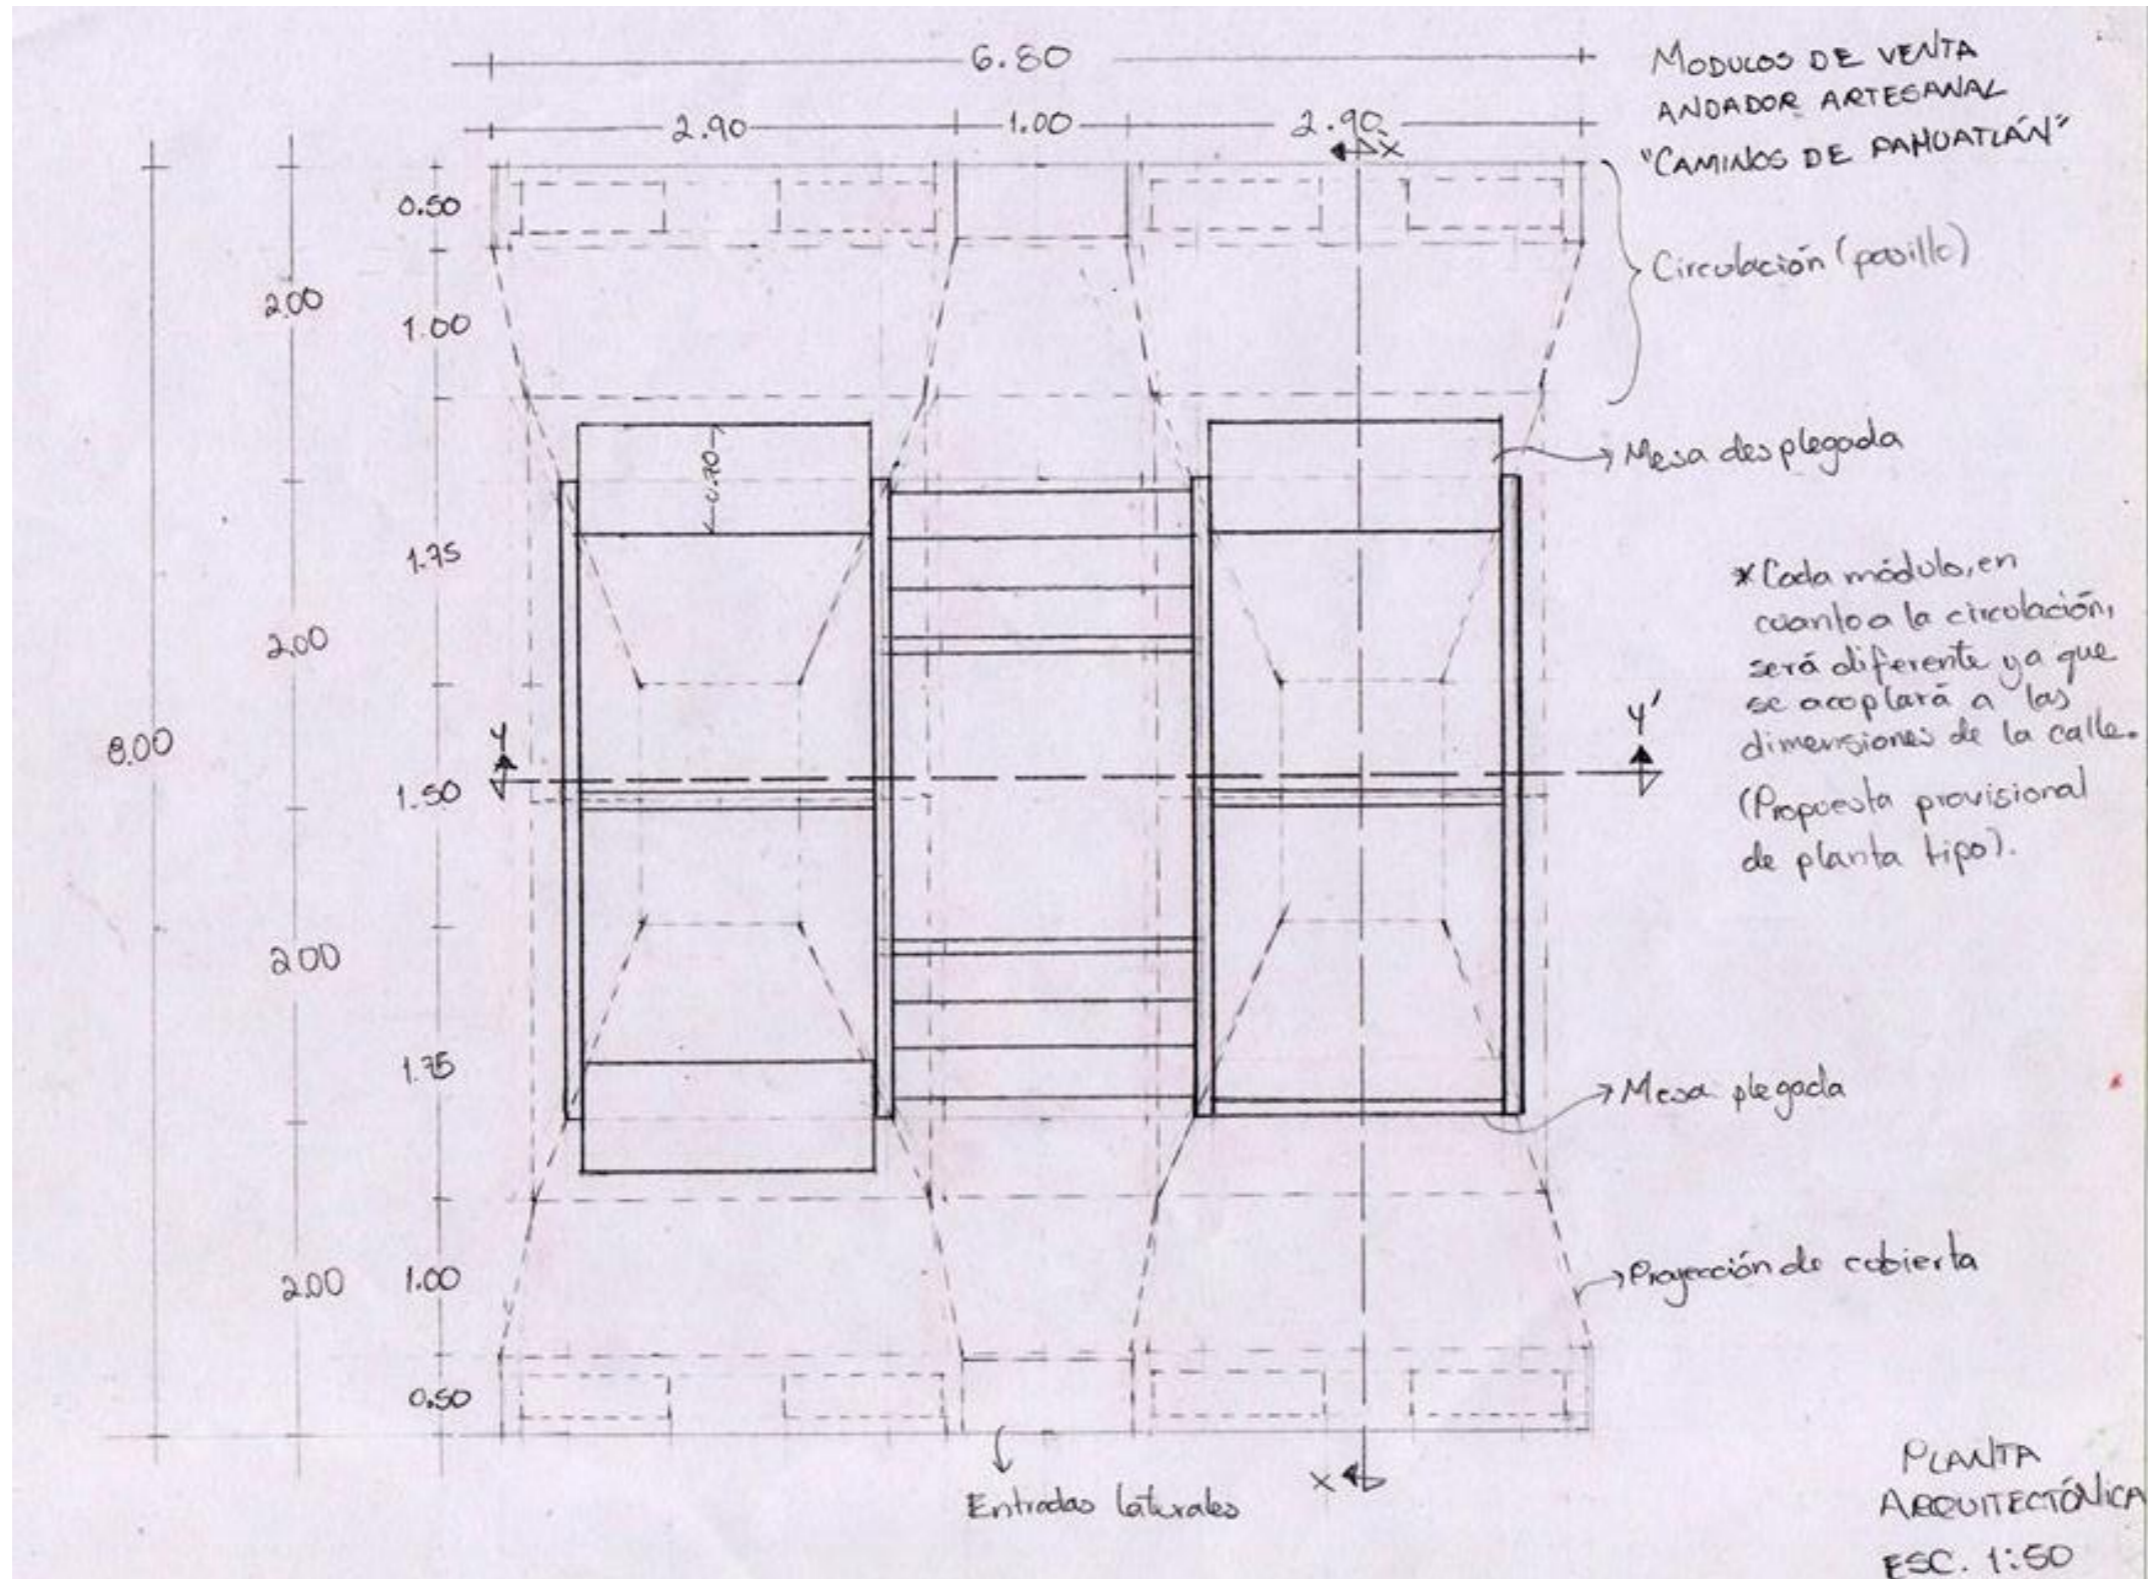 6.80
2.90
1.00
2.90
X
MODULOS DE VENTA
ANDADOR ARTESANAL
"CAMINOS DE PAHUATLÁN"
0.50
Circulación (pasillo)
2.00
1.00
Mesa desplegada
0.70
1.75
* Cada módulo, en
cuanto a la circulación,
será diferente ya que
se acoplará a las
dimensiones de la calle.
(Propuesta provisional
de planta tipo).
2.00
Y
Y'
8.00
1.50
2.00
1.75
Mesa plegada
2.00
1.00
Proyección de cubierta
0.50
Entradas laterales
X
PLANTA
ARQUITECTÓNICA
ESC. 1:50